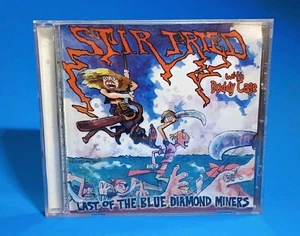 STIR FRIED
with
Buddy Cage
LAST OF THE BLUE DIAMOND MINERS